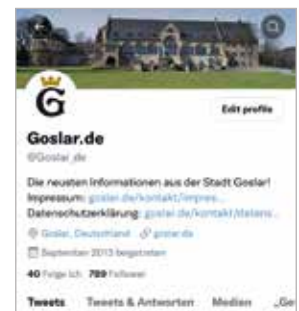 G
Edit profile
Goslar.de
@Goslar_de
Die neusten Informationen aus der Stadt Goslar!
Impressum: goslar.de/kontakt/impres...
Datenschutzerklärung: goslar.de/kontakt/datens...
Goslar, Deutschland goslar.de
September 2013 beigetreten
40 Folge ich 789 Follower
Tweets Tweets & Antworten Medien